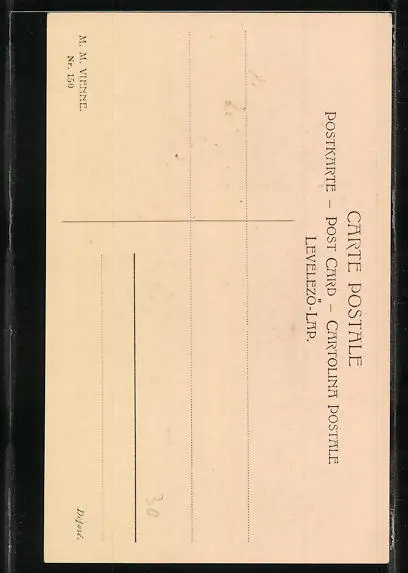 CARTE POSTALE
POSTKARTE – POST CARD – CARTOLINA POSTALE
LEVELEZŐ-LAP.
30
M. M. VIENNE.
Nr. 150
Déposé.